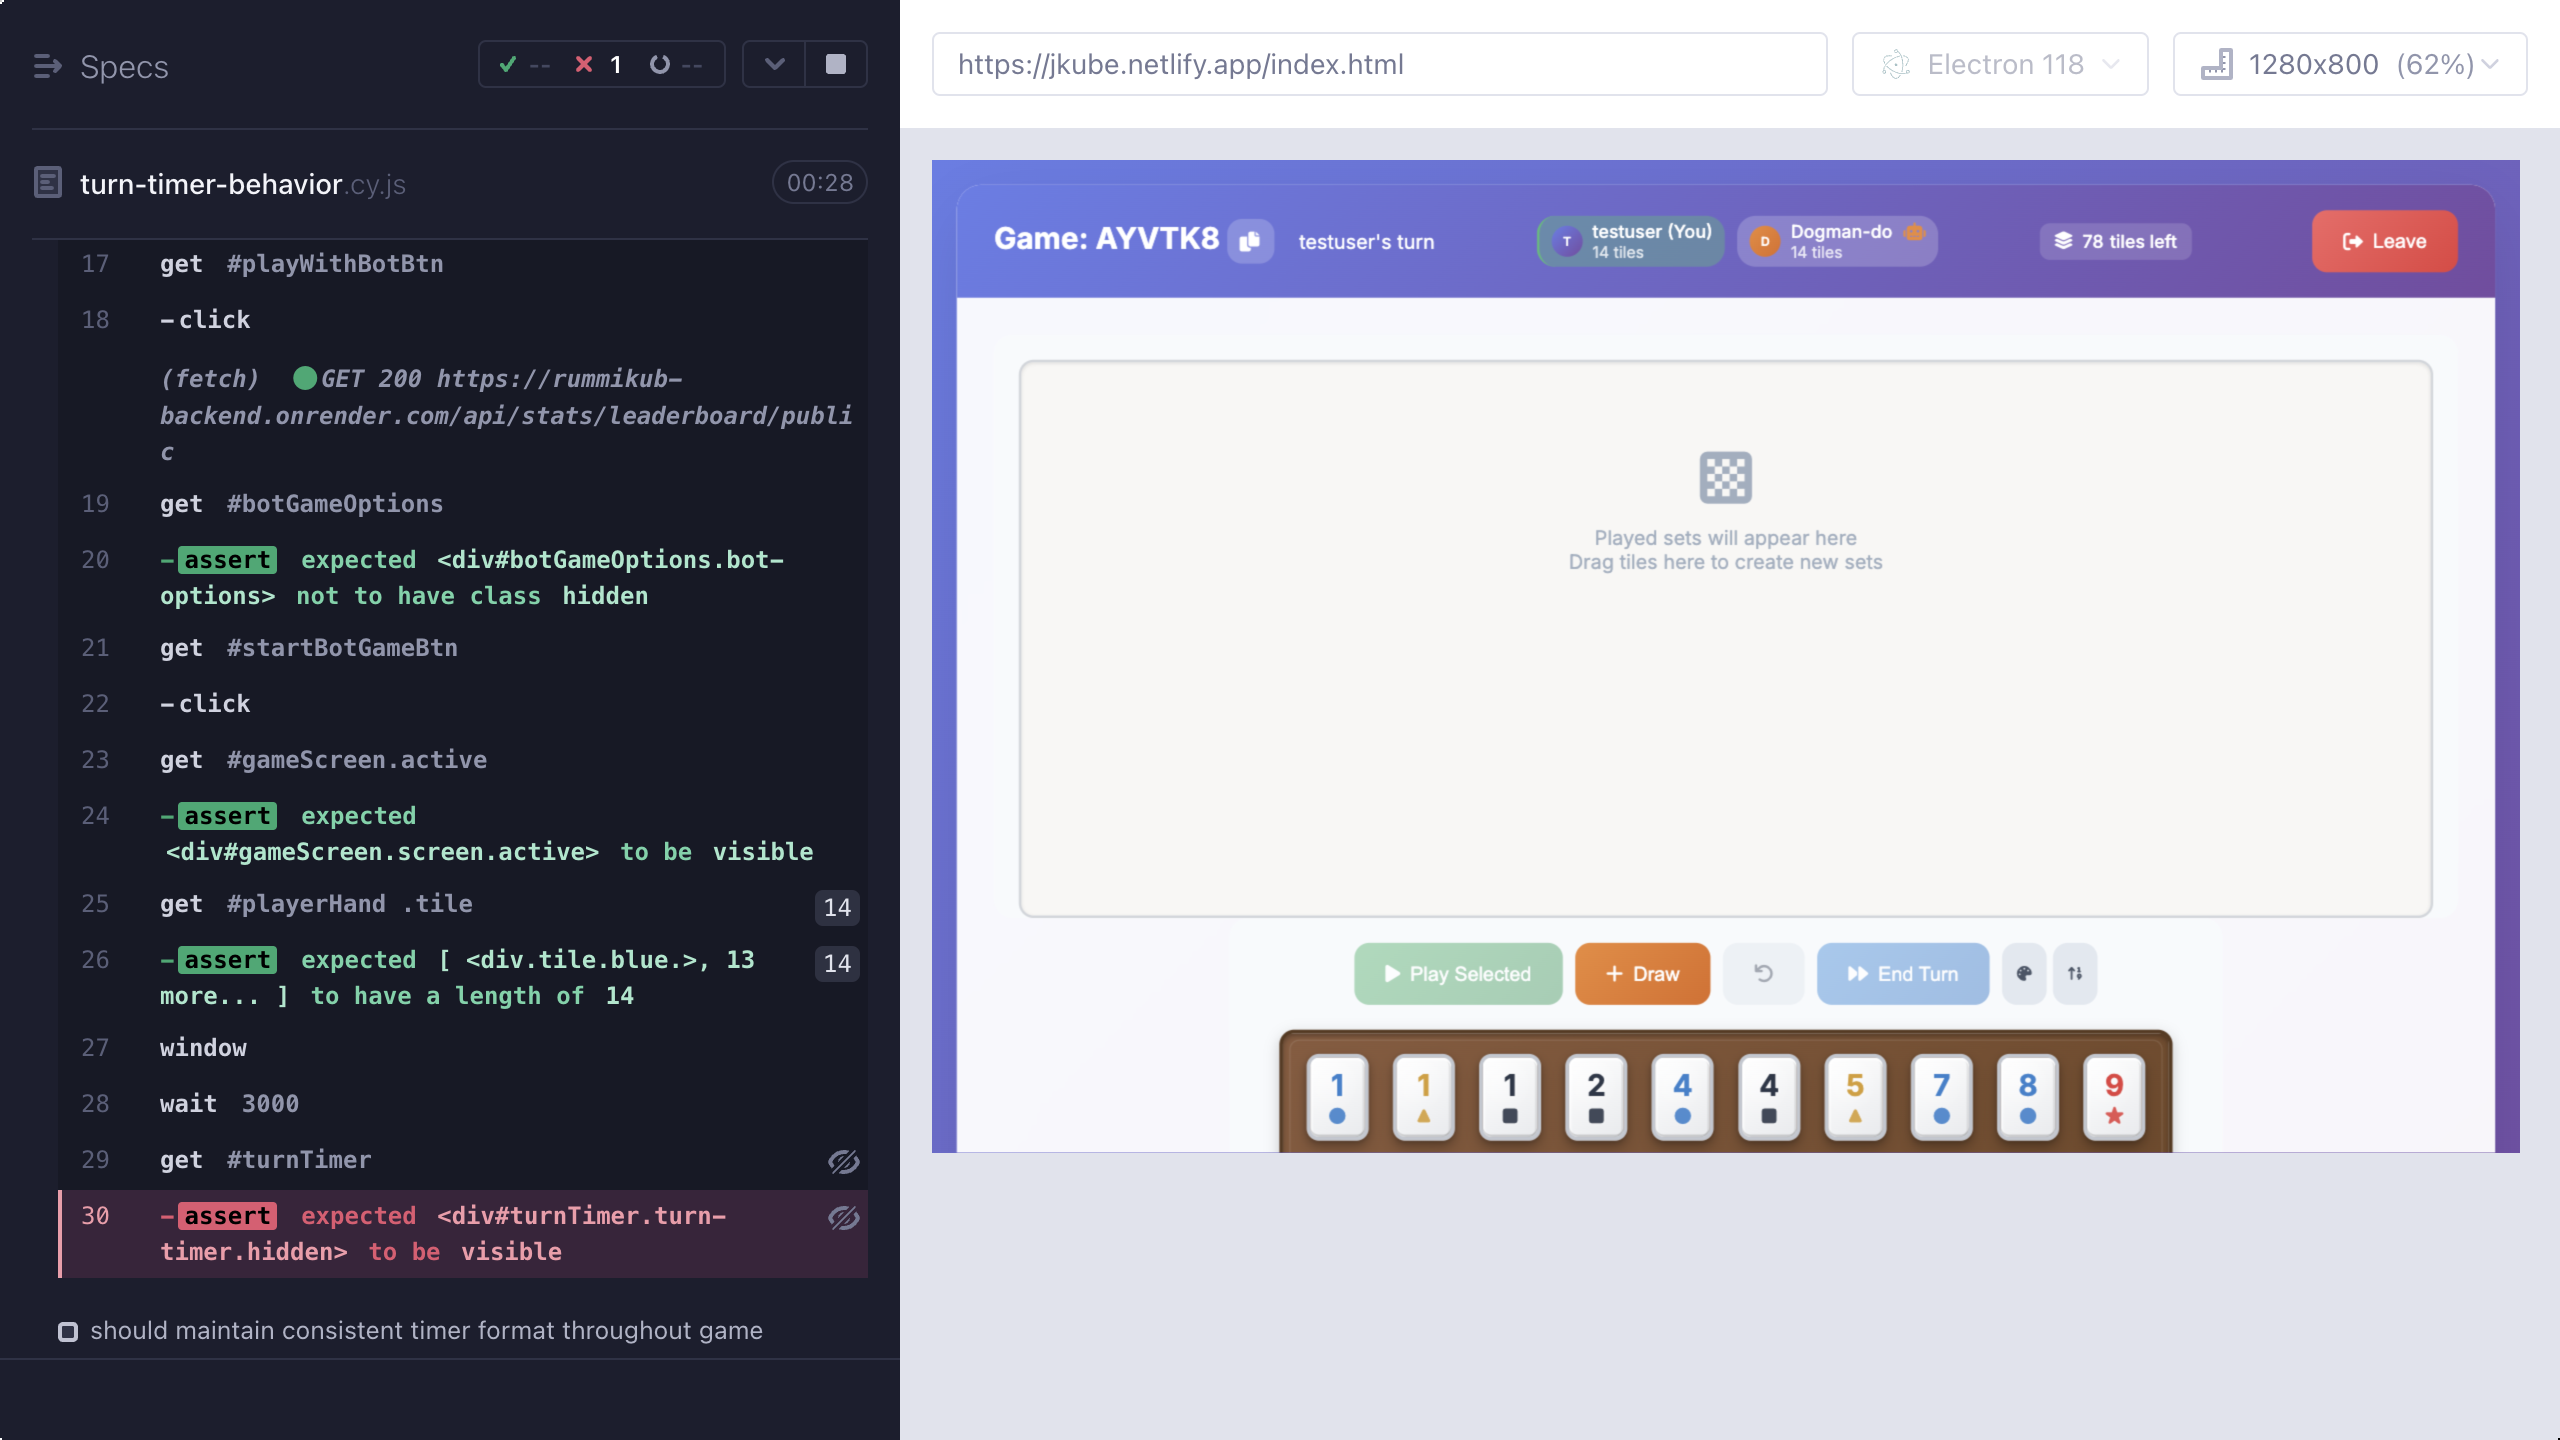 Specs
-- 1 --
turn-timer-behavior.cy.js
00:28
17 get #playWithBotBtn
18 -click
(fetch) GET 200 https://rummikub-
backend.onrender.com/api/stats/leaderboard/publi
c
19 get #botGameOptions
20 -assert expected <div#botGameOptions.bot-
options> not to have class hidden
21 get #startBotGameBtn
22 -click
23 get #gameScreen.active
24 -assert expected
<div#gameScreen.screen.active> to be visible
25 get #playerHand .tile 14
26 -assert expected [ <div.tile.blue.>, 13 14
more... ] to have a length of 14
27 window
28 wait 3000
29 get #turnTimer
30 -assert expected <div#turnTimer.turn-
timer.hidden> to be visible
should maintain consistent timer format throughout game
https://jkube.netlify.app/index.html
Electron 118
1280x800 (62%)
Game: AYVTK8
testuser's turn
T
testuser (You)
14 tiles
D
Dogman-do
14 tiles
78 tiles left
Leave
Played sets will appear here
Drag tiles here to create new sets
Play Selected
Draw
End Turn
1 1 1 2 4 4 5 7 8 9